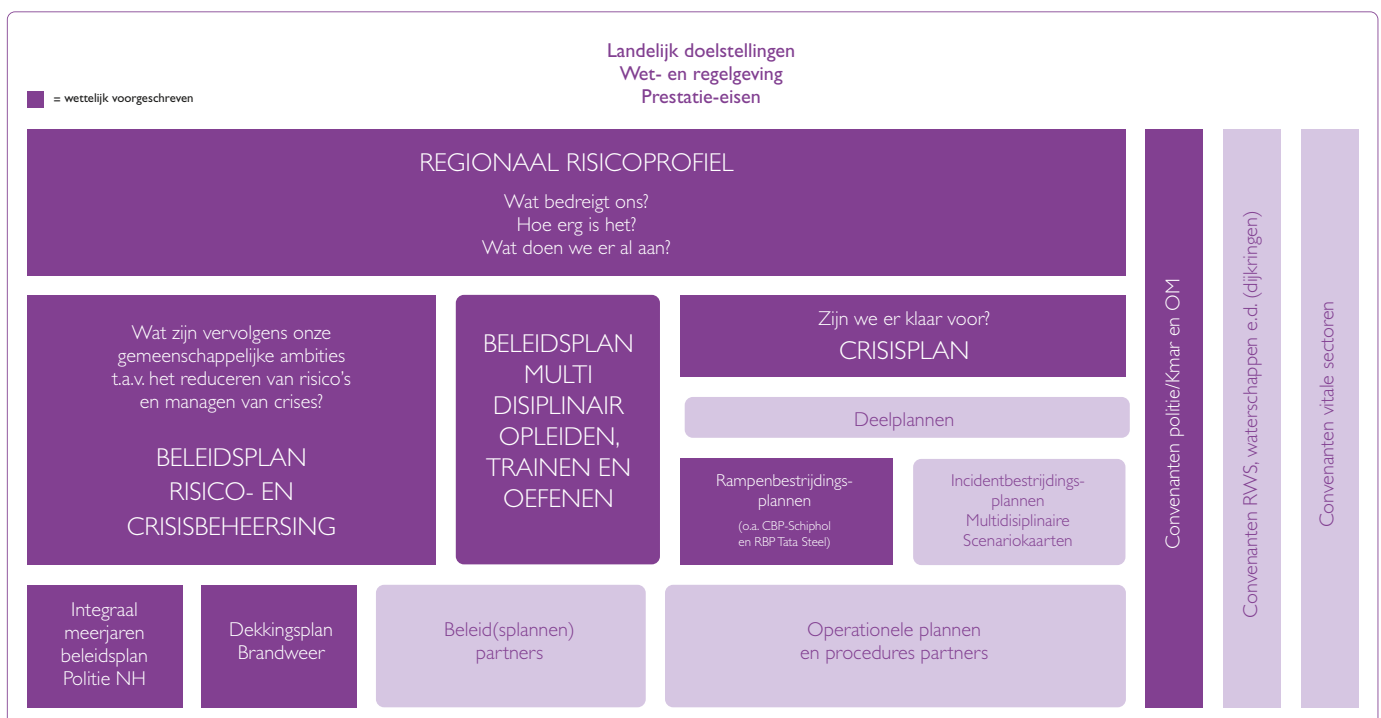 Landelijk doelstellingen
Wet- en regelgeving
Prestatie-eisen
= wettelijk voorgeschreven
REGIONAAL RISICOPROFIEL
Wat bedreigt ons?
Hoe erg is het?
Wat doen we er al aan?
Wat zijn vervolgens onze
gemeenschappelijke ambities
t.a.v. het reduceren van risico's
en managen van crises?
BELEIDSPLAN
RISICO- EN
CRISISBEHEERSING
BELEIDSPLAN
MULTI
DISIPLINAIR
OPLEIDEN,
TRAINEN EN
OEFENEN
Zijn we er klaar voor?
CRISISPLAN
Deelplannen
Rampenbestrijdings-
plannen
(o.a. CBP-Schiphol
en RBP Tata Steel)
Incidentbestrijdings-
plannen
Multidisiplinaire
Scenariokaarten
Integraal
meerjaren
beleidsplan
Politie NH
Dekkingsplan
Brandweer
Beleid(splannen)
partners
Operationele plannen
en procedures partners
Convenanten politie/Kmar en OM
Convenanten RWS, waterschappen e.d. (dijkringen)
Convenanten vitale sectoren